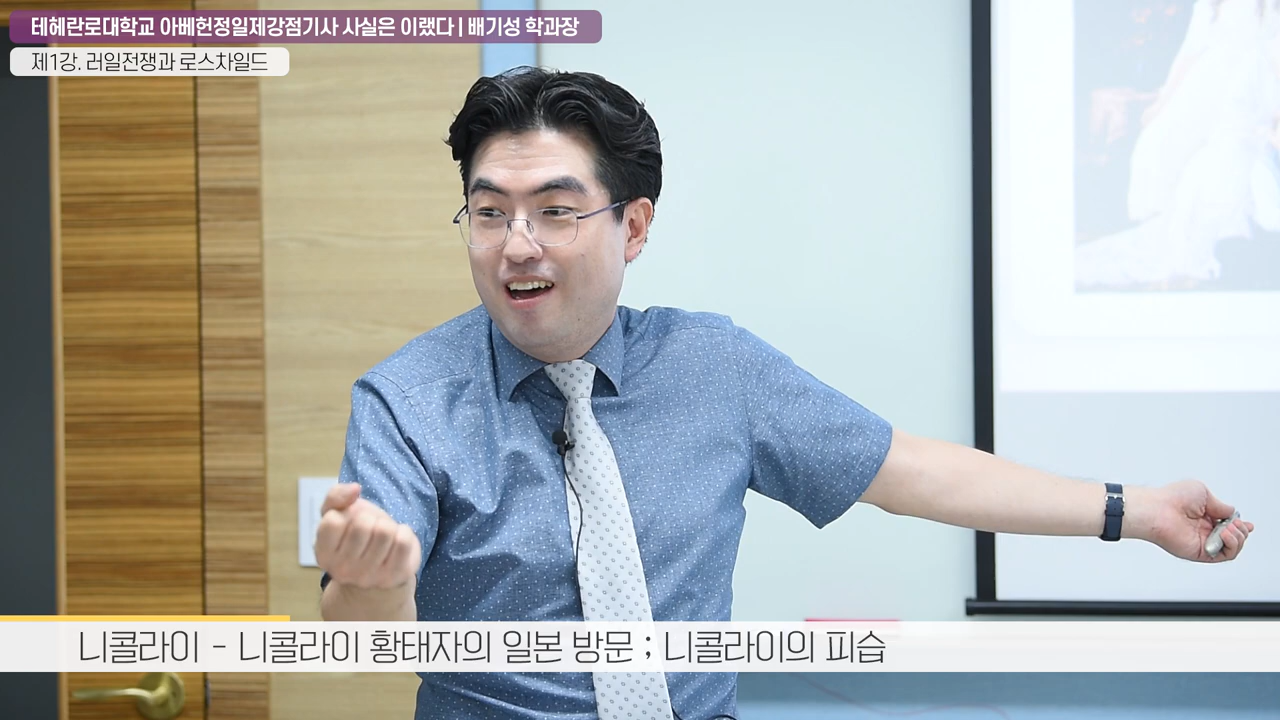 테헤란로대학교 아베헌정일제강점기사 사실은 이랬다 | 배기성 학과장
제1강. 러일전쟁과 로스차일드
니콜라이 - 니콜라이 황태자의 일본 방문 ; 니콜라이의 피습